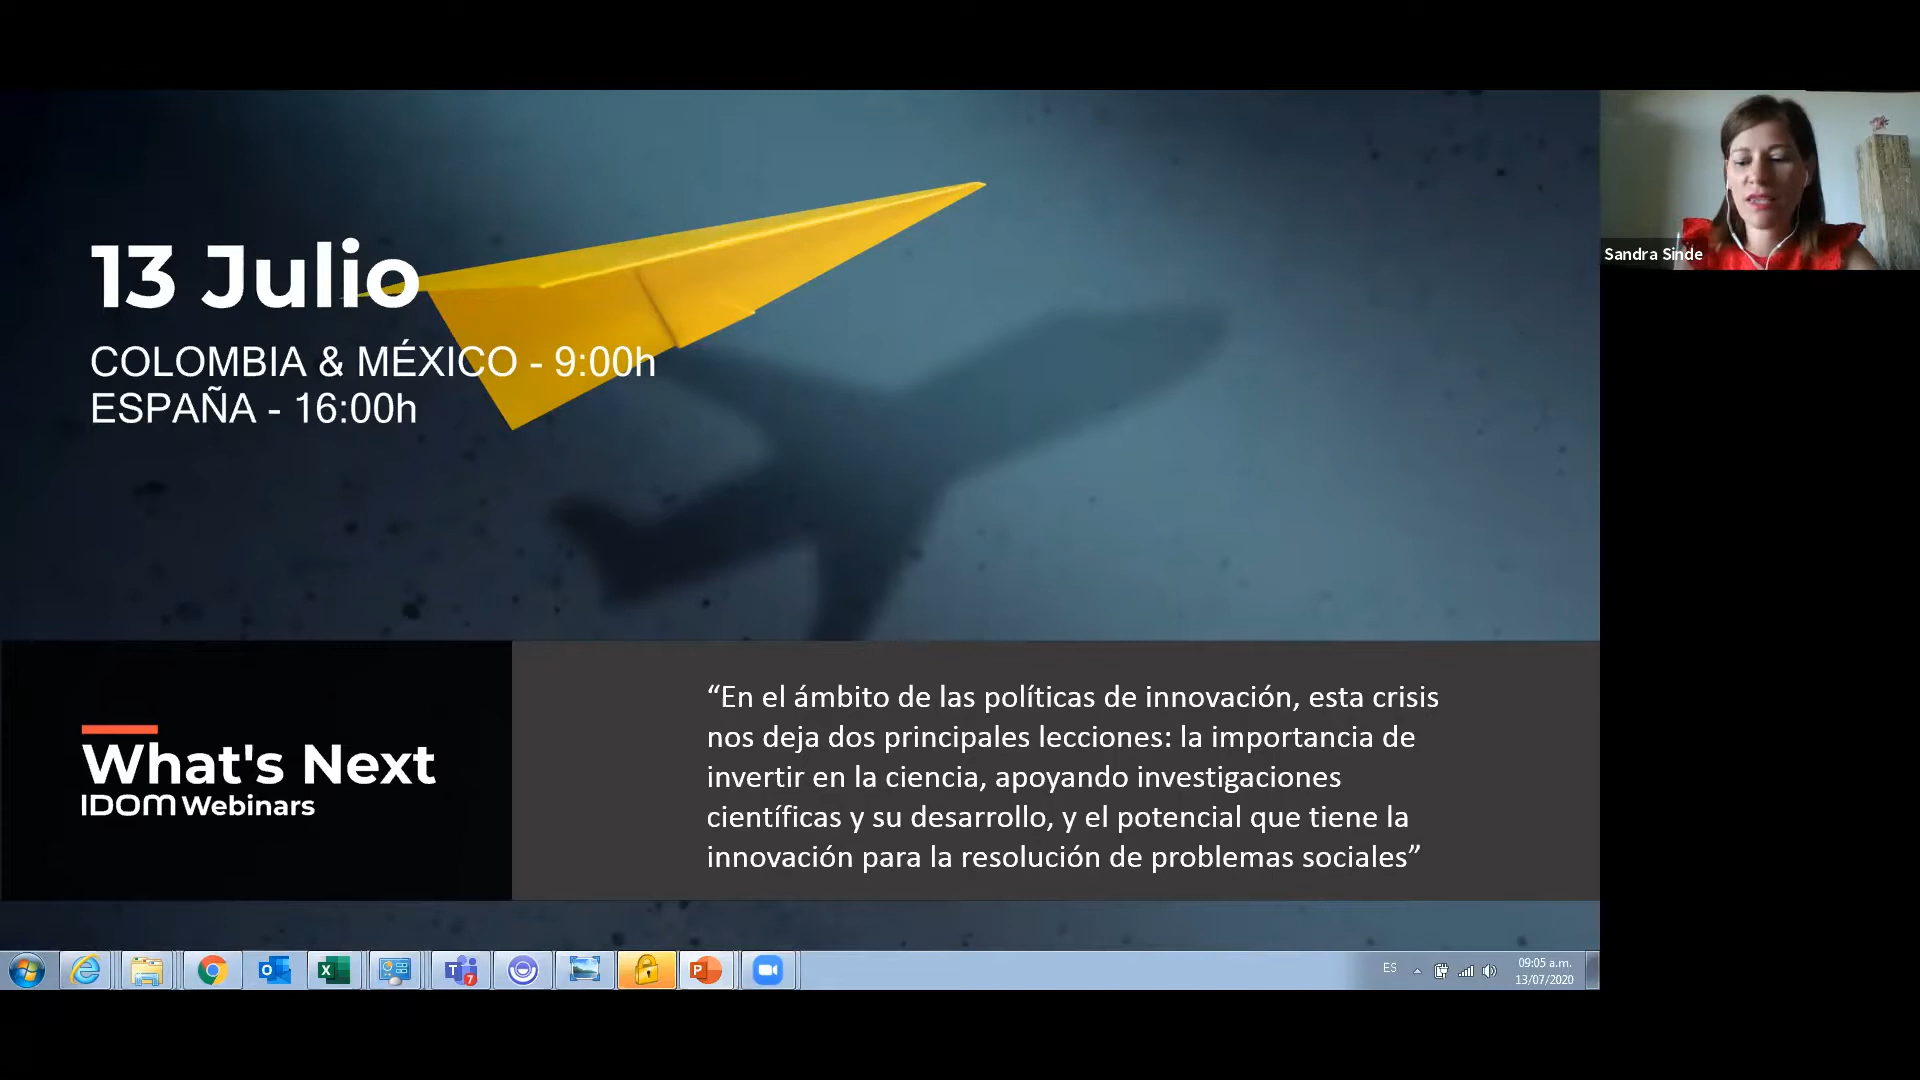 13 Julio
COLOMBIA & MÉXICO - 9:00h
ESPAÑA - 16:00h
Sandra Sinde
What's Next
IDOM Webinars
“En el ámbito de las políticas de innovación, esta crisis
nos deja dos principales lecciones: la importancia de
invertir en la ciencia, apoyando investigaciones
científicas y su desarrollo, y el potencial que tiene la
innovación para la resolución de problemas sociales”
ES
09:05 a.m.
13/07/2020